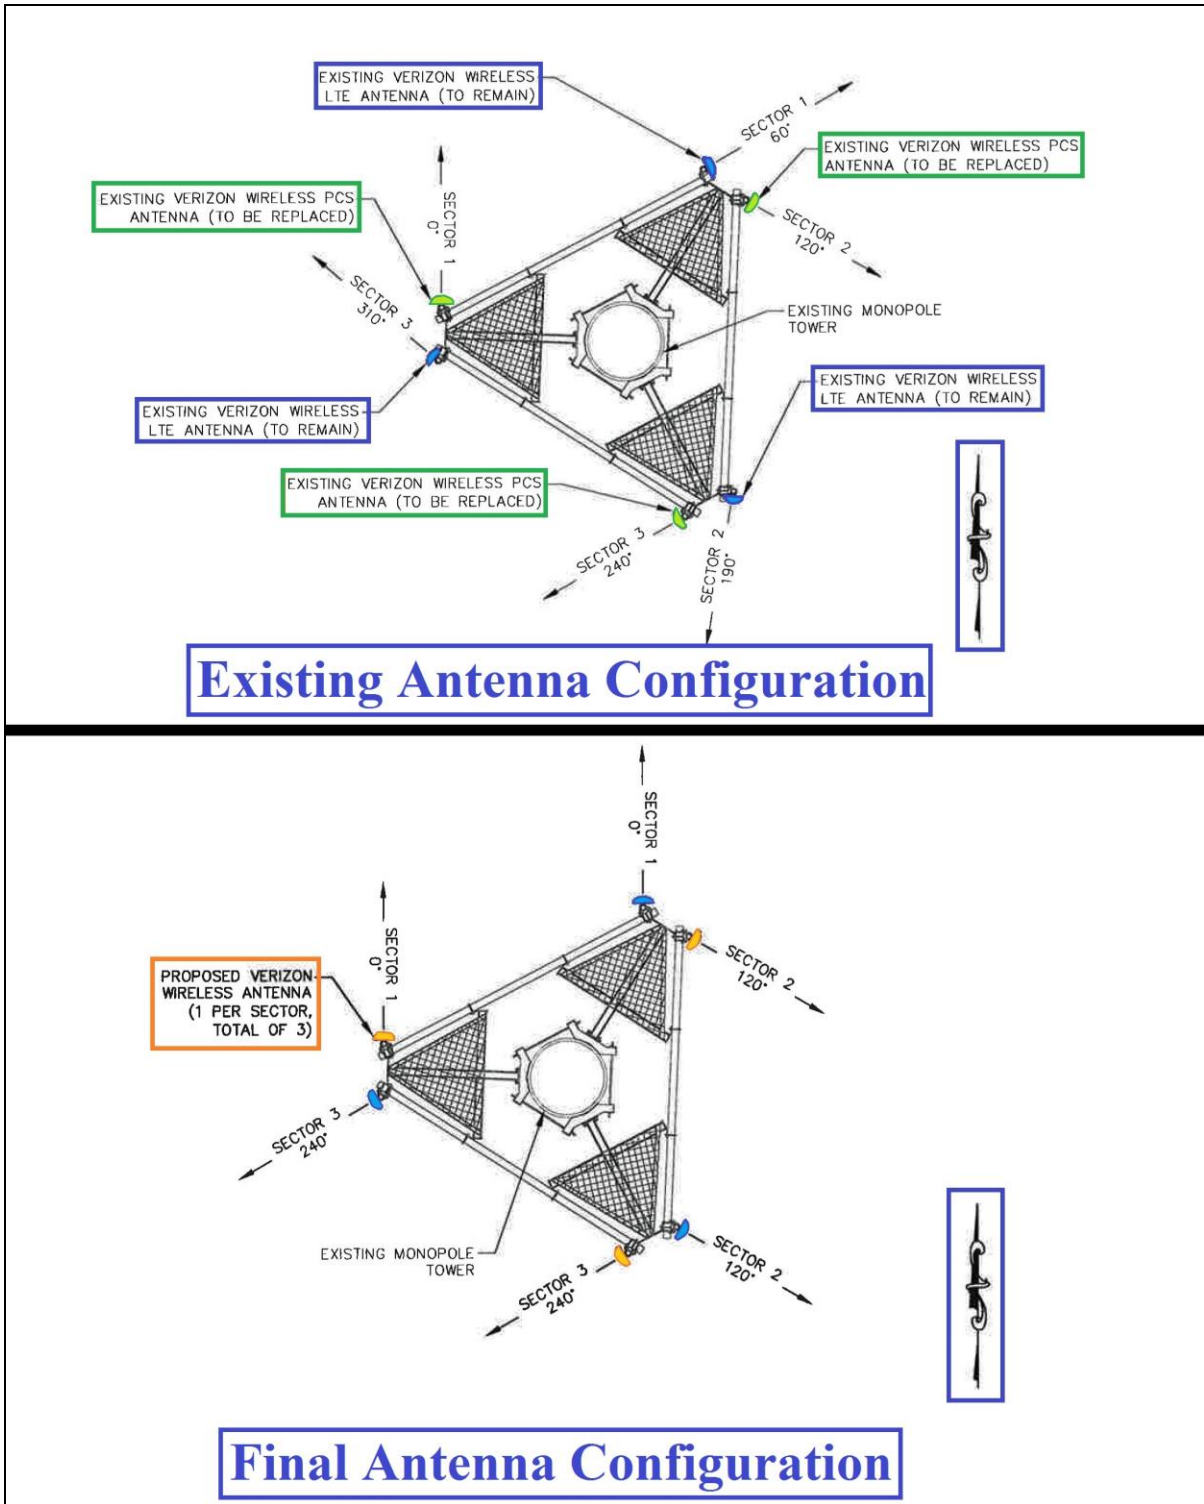 EXISTING VERIZON WIRELESS
LTE ANTENNA (TO REMAIN)
SECTOR 1
60°
EXISTING VERIZON WIRELESS PCS
ANTENNA (TO BE REPLACED)
EXISTING VERIZON WIRELESS PCS
ANTENNA (TO BE REPLACED)
SECTOR 1
0°
SECTOR 2
120°
SECTOR 3
310°
EXISTING MONOPOLE
TOWER
EXISTING VERIZON WIRELESS
LTE ANTENNA (TO REMAIN)
EXISTING VERIZON WIRELESS
LTE ANTENNA (TO REMAIN)
EXISTING VERIZON WIRELESS PCS
ANTENNA (TO BE REPLACED)
SECTOR 3
240°
SECTOR 2
190°
Existing Antenna Configuration
SECTOR 1
0°
SECTOR 1
0°
PROPOSED VERIZON
WIRELESS ANTENNA
(1 PER SECTOR,
TOTAL OF 3)
SECTOR 2
120°
SECTOR 3
240°
EXISTING MONOPOLE
TOWER
SECTOR 2
120°
SECTOR 3
240°
Final Antenna Configuration